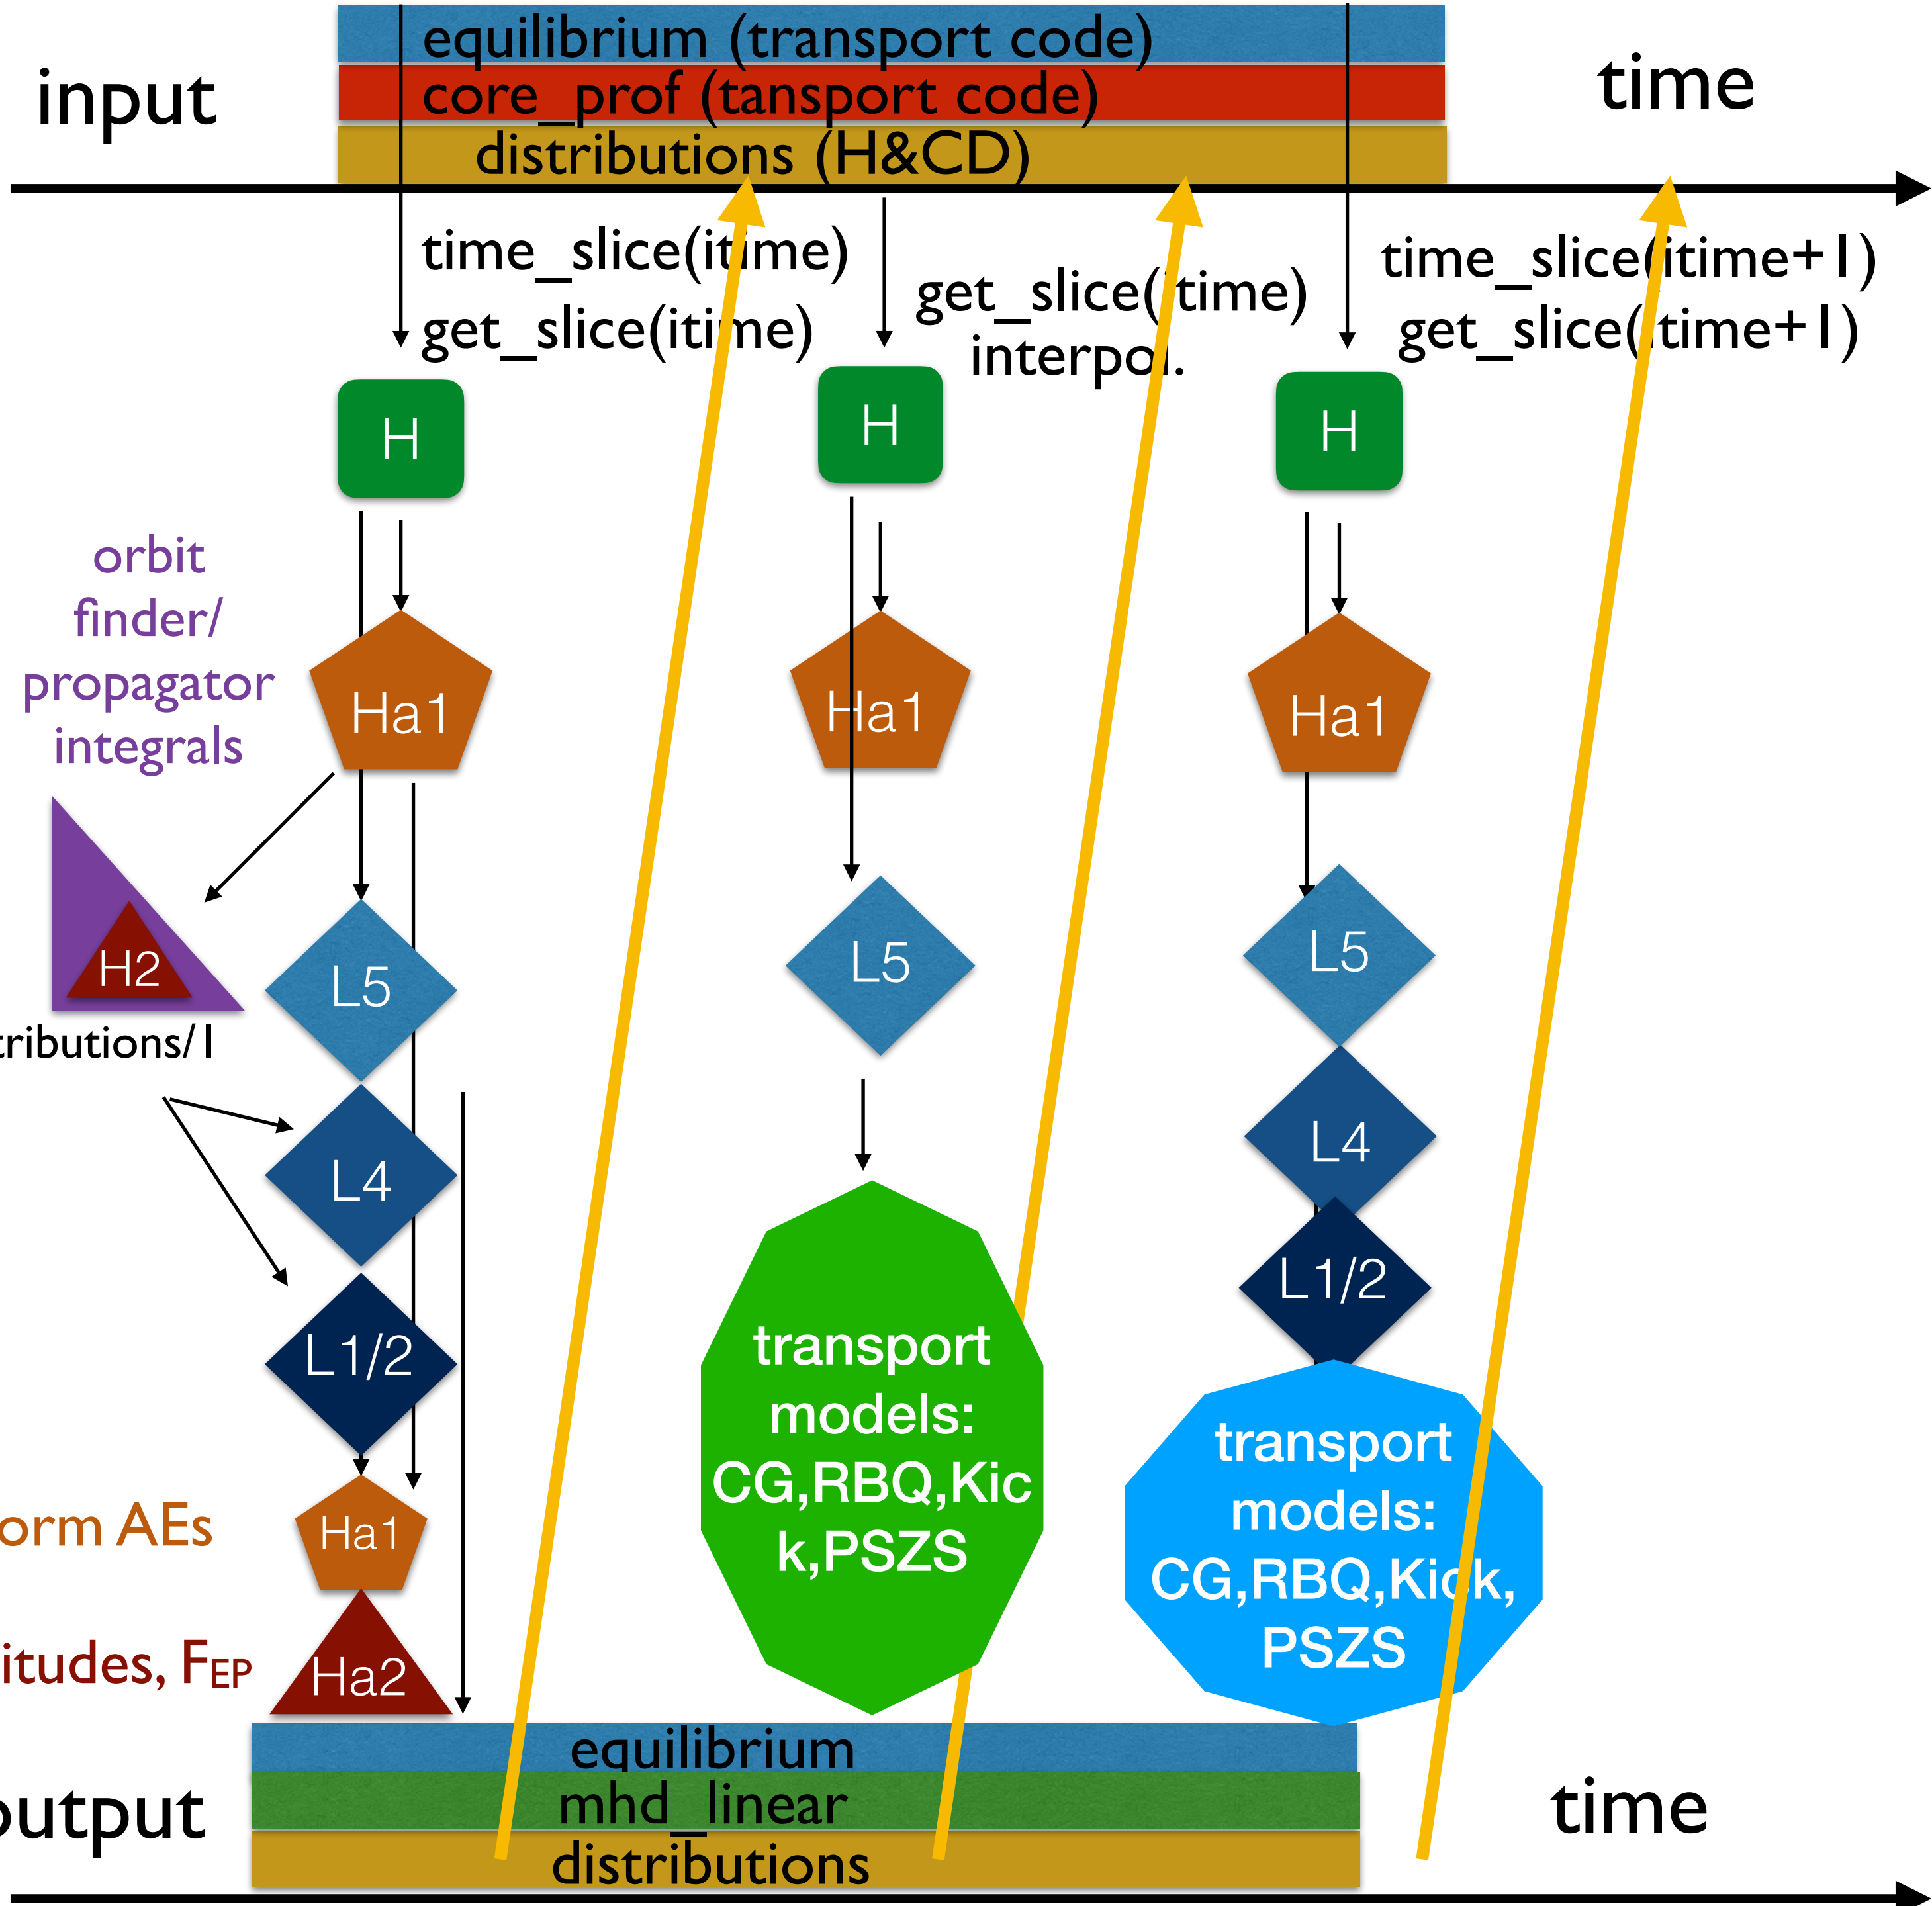 equilibrium (transport code)
input
core_prof (tansport code)
time
distributions (H&CD)
time_slice(itime)
get_slice(itime)
get_slice(time)
interpol.
time_slice(itime+1)
get_slice(itime+1)
H
H
H
orbit
finder/
propagator
integrals
Ha1
Ha1
Ha1
H2
tributions/1
L5
L5
L5
L4
L4
L1/2
L1/2
transport
models:
CG,RBQ,Kic
k,PSZS
transport
models:
CG,RBQ,Kick,
PSZS
orm AEs
Ha1
itudes, FEP
Ha2
equilibrium
output
mhd_linear
time
distributions